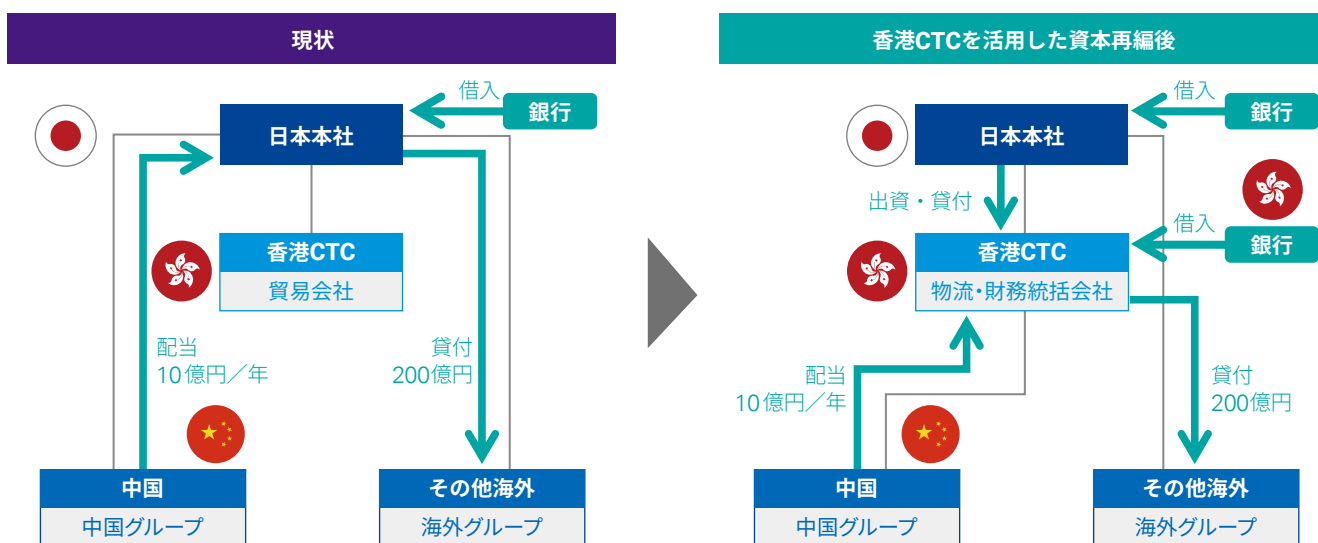 現状
借入
銀行
日本本社
香港CTC
貿易会社
配当
10億円／年
貸付
200億円
中国
中国グループ
その他海外
海外グループ
香港CTCを活用した資本再編後
借入
銀行
日本本社
出資・貸付
借入
銀行
香港CTC
物流・財務統括会社
配当
10億円／年
貸付
200億円
中国
中国グループ
その他海外
海外グループ